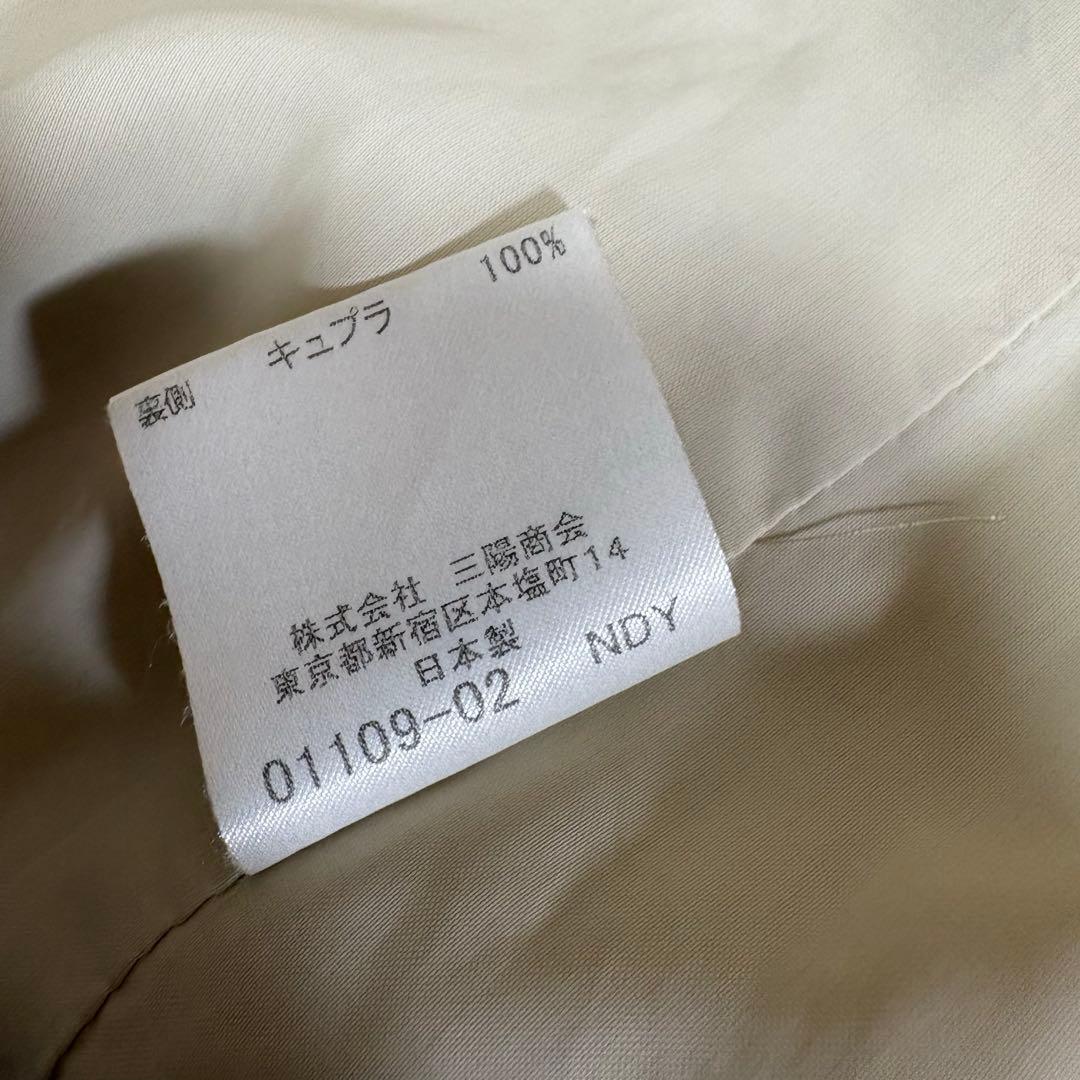 裏側 キュプラ 100%
株式会社 三陽商会
東京都新宿区本塩町14
日本製
01109-02 NDY